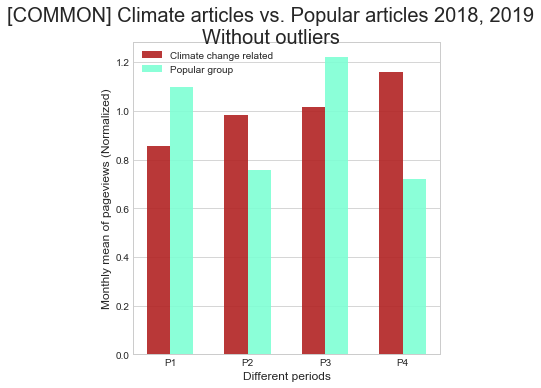 [COMMON] Climate articles vs. Popular articles 2018, 2019
Without outliers
Climate change related
Popular group
Monthly mean of pageviews (Normalized)
1.2
1.0
0.8
0.6
0.4
0.2
0.0
P1 P2 P3 P4
Different periods